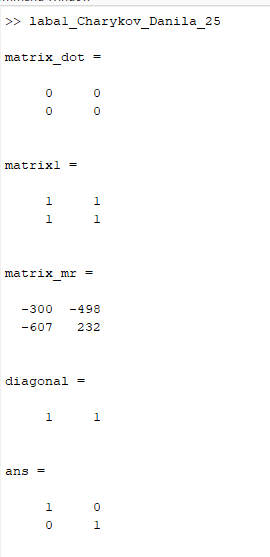 >> laba1_Charykov_Danila_25
matrix_dot =
0 0
0 0
matrix1 =
1 1
1 1
matrix_mr =
-300 -498
-607 232
diagonal =
1 1
ans =
1 0
0 1